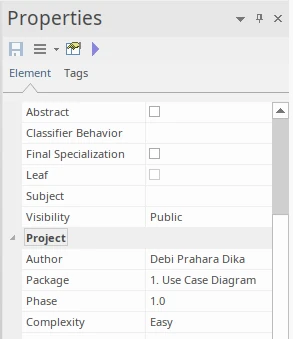 Properties
Element Tags
Abstract
Classifier Behavior
Final Specialization
Leaf
Subject
Visibility Public
Project
Author Debi Prahara Dika
Package 1. Use Case Diagram
Phase 1.0
Complexity Easy